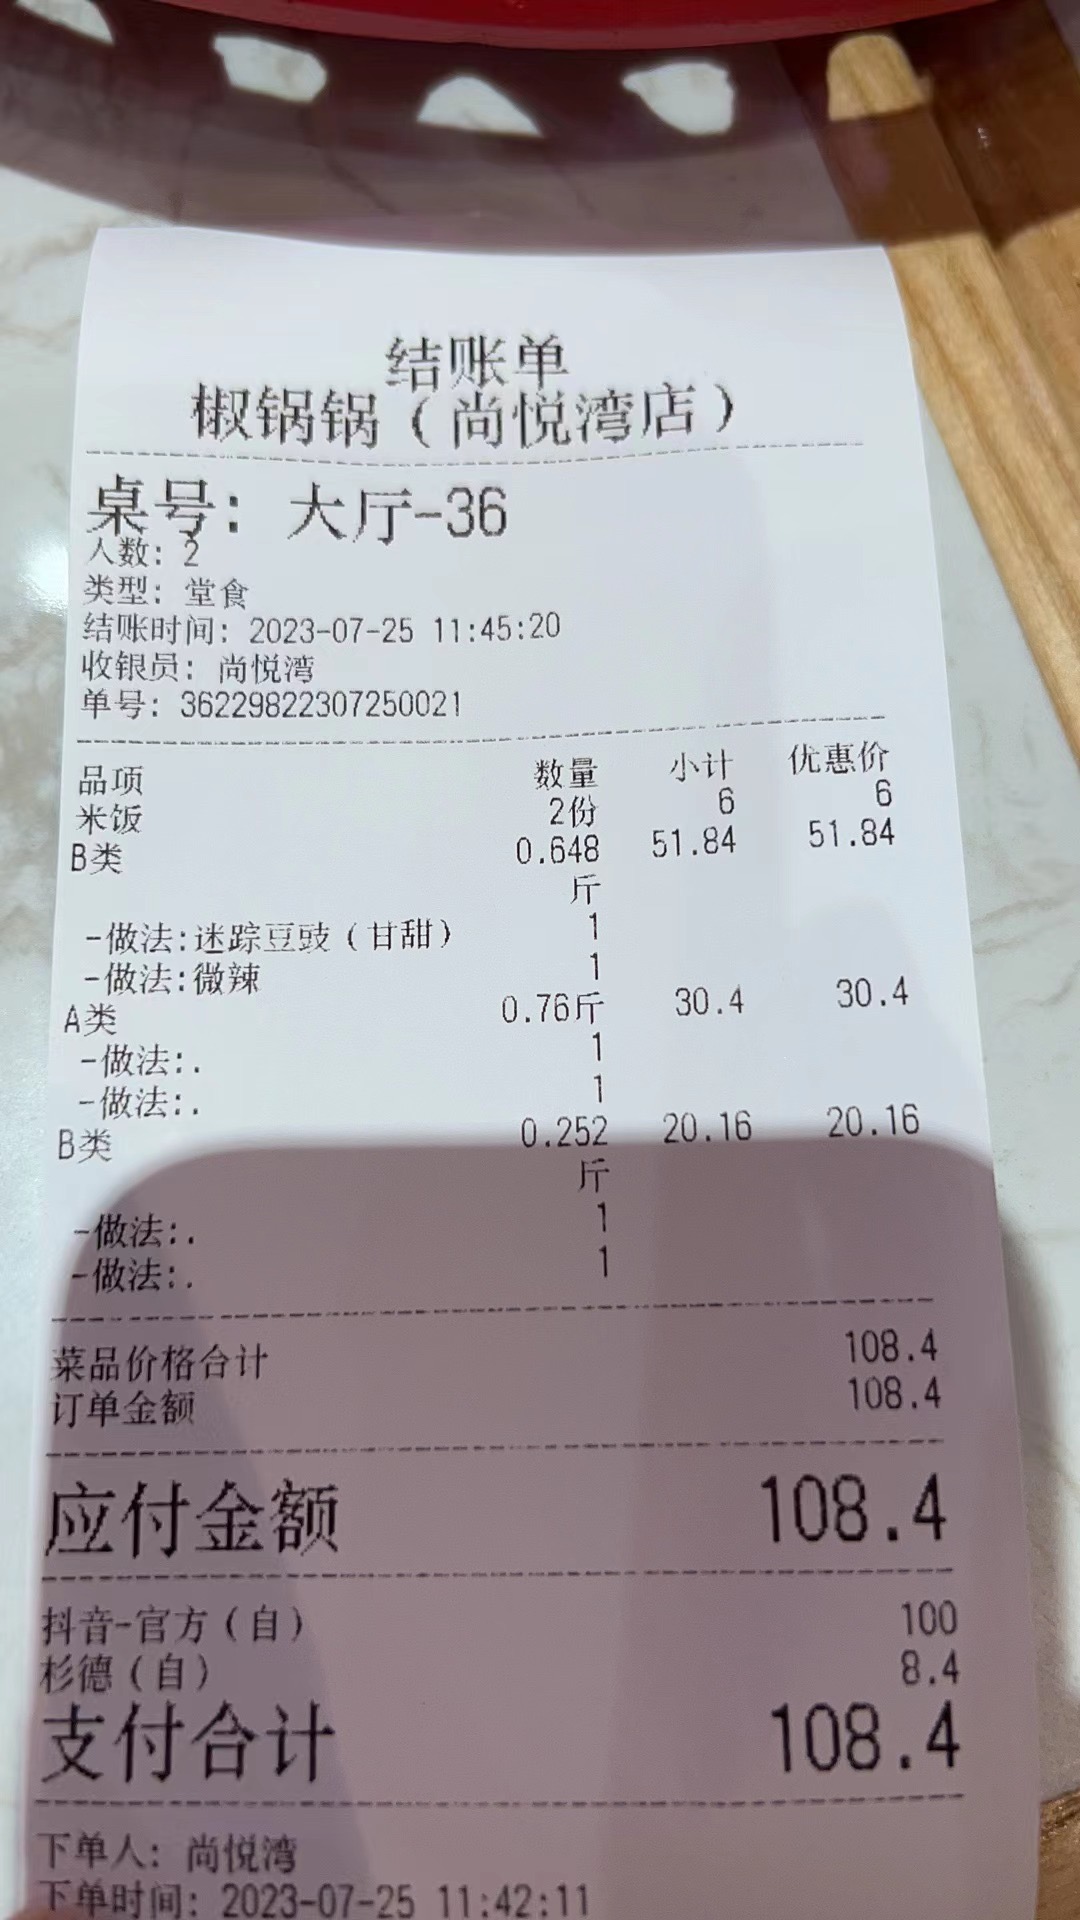 结账单
椒锅锅（尚悦湾店）
桌号：大厅-36
人数：2
类型：堂食
结账时间：2023-07-25 11:45:20
收银员：尚悦湾
单号：36229822307250021
品项 数量 小计 优惠价
米饭 2份 6 6
B类 0.648 51.84 51.84
斤
-做法:迷踪豆豉（甘甜） 1
-做法:微辣 1
A类 0.76斤 30.4 30.4
-做法:. 1
-做法:. 1
B类 0.252 20.16 20.16
斤
-做法:. 1
-做法:. 1
菜品价格合计 108.4
订单金额 108.4
应付金额 108.4
抖音-官方（自） 100
杉德（自） 8.4
支付合计 108.4
下单人：尚悦湾
下单时间：2023-07-25 11:42:11